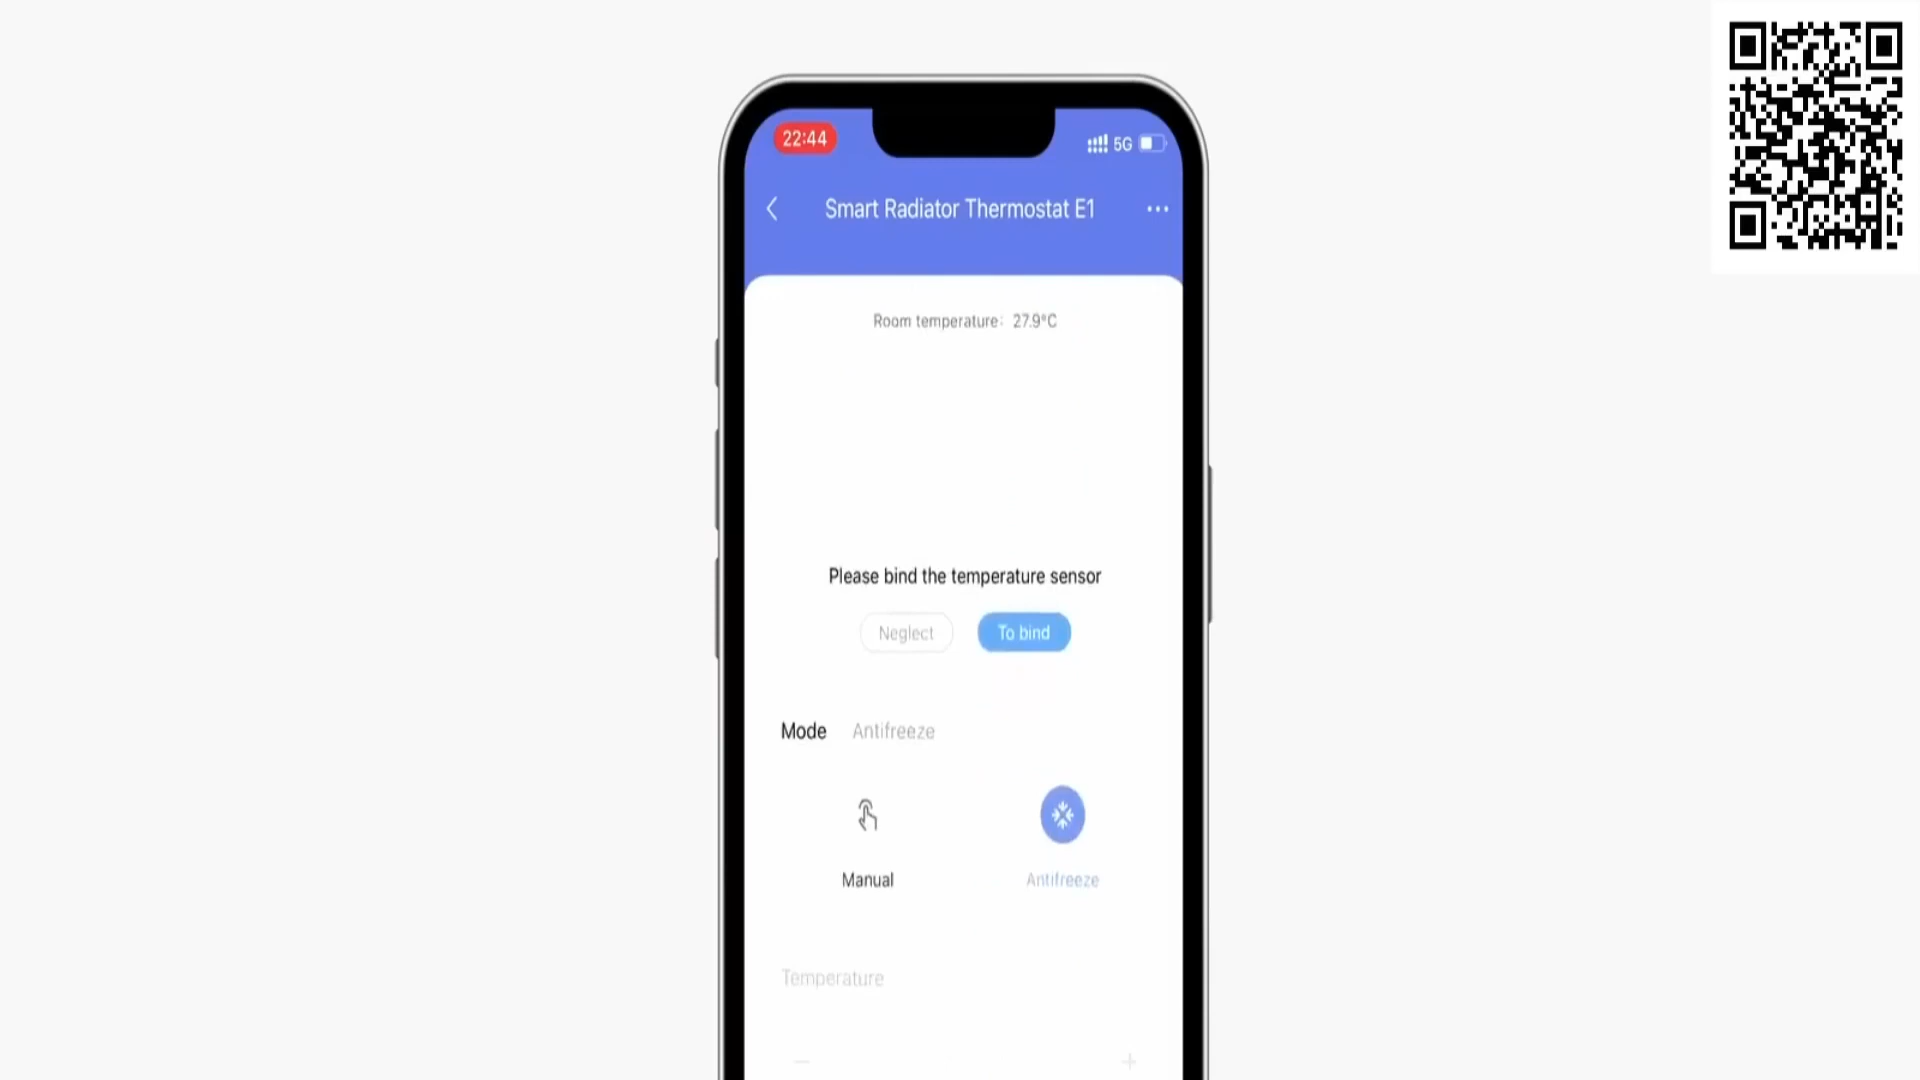 22:44
5G
Smart Radiator Thermostat E1
Room temperature: 27.9°C
Please bind the temperature sensor
Neglect
To bind
Mode Antifreeze
Manual
Antifreeze
Temperature